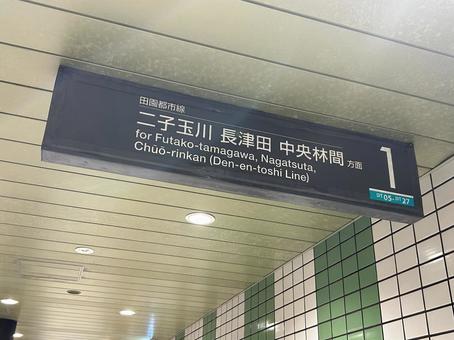 田園都市線
二子玉川 長津田 中央林間 方面
for Futako-tamagawa, Nagatsuta,
Chūō-rinkan (Den-en-toshi Line)
1
DT 05 - DT 27